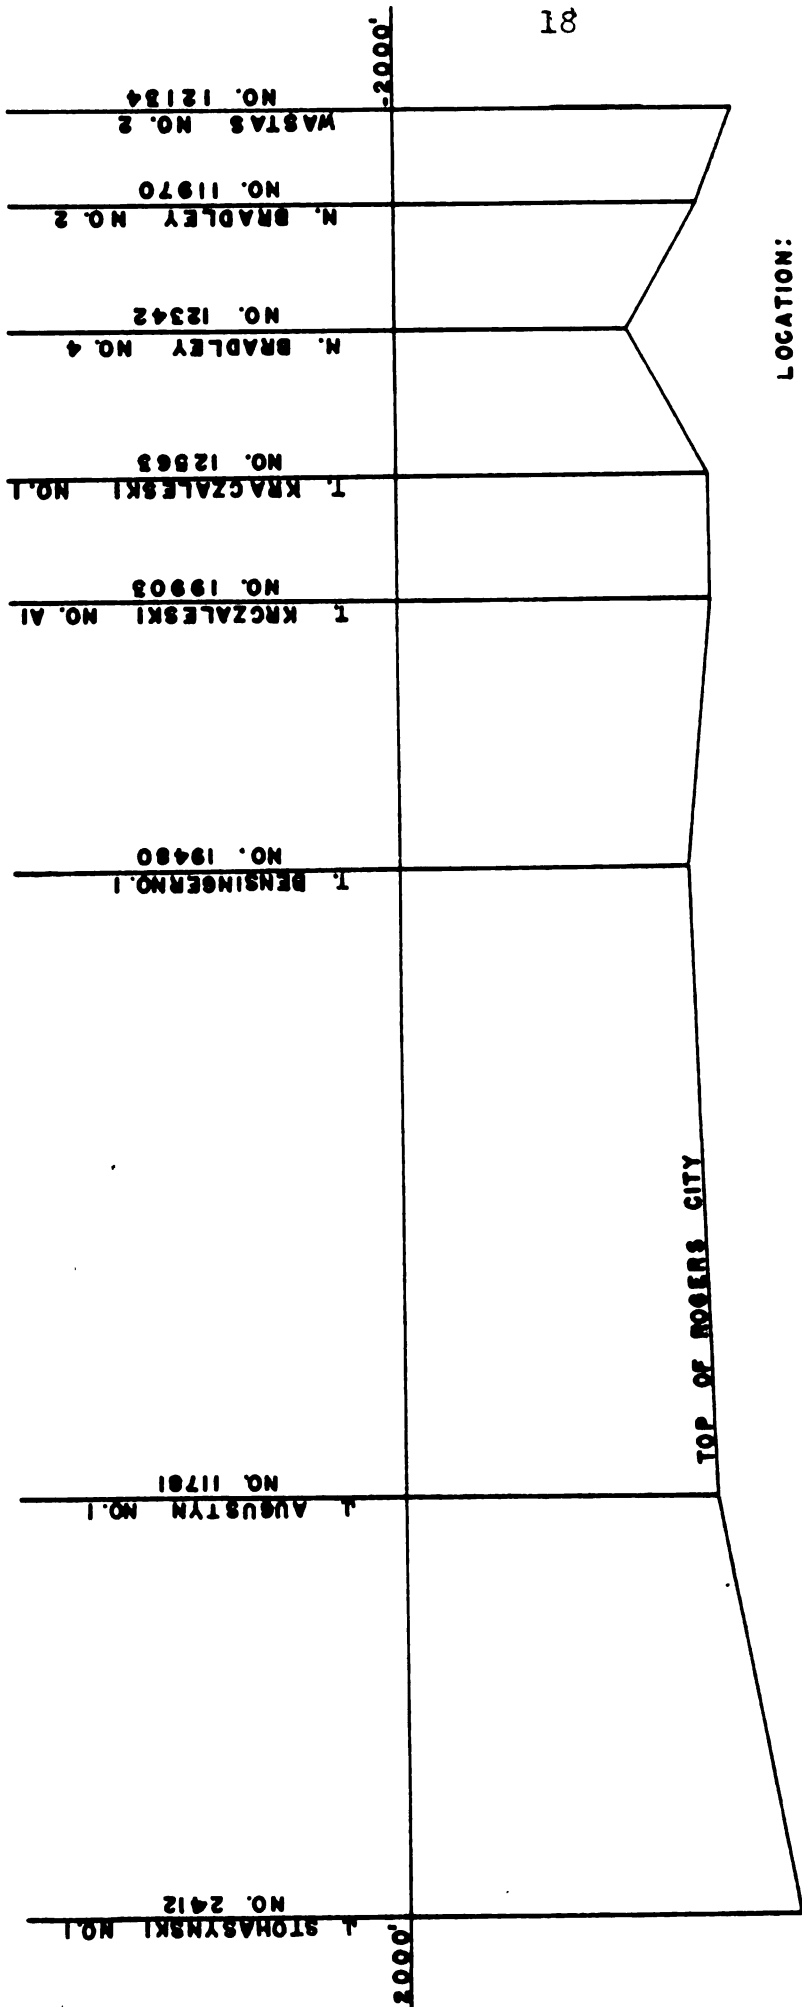 18
-2000'
WASTAS NO. 2
NO. 12134
N. BRADLEY NO. 2
NO. 11970
N. BRADLEY NO. 4
NO. 12342
T. KRACZALESKI NO. 1
NO. 12563
T. KRCZALESKI NO. A1
NO. 19903
T. BENSINGER NO. 1
NO. 19480
J. AUGUSTYN NO. 1
NO. 11781
J. STOHASYNSKI NO. 1
NO. 2412
2000'
TOP OF ROGERS CITY
LOCATION: